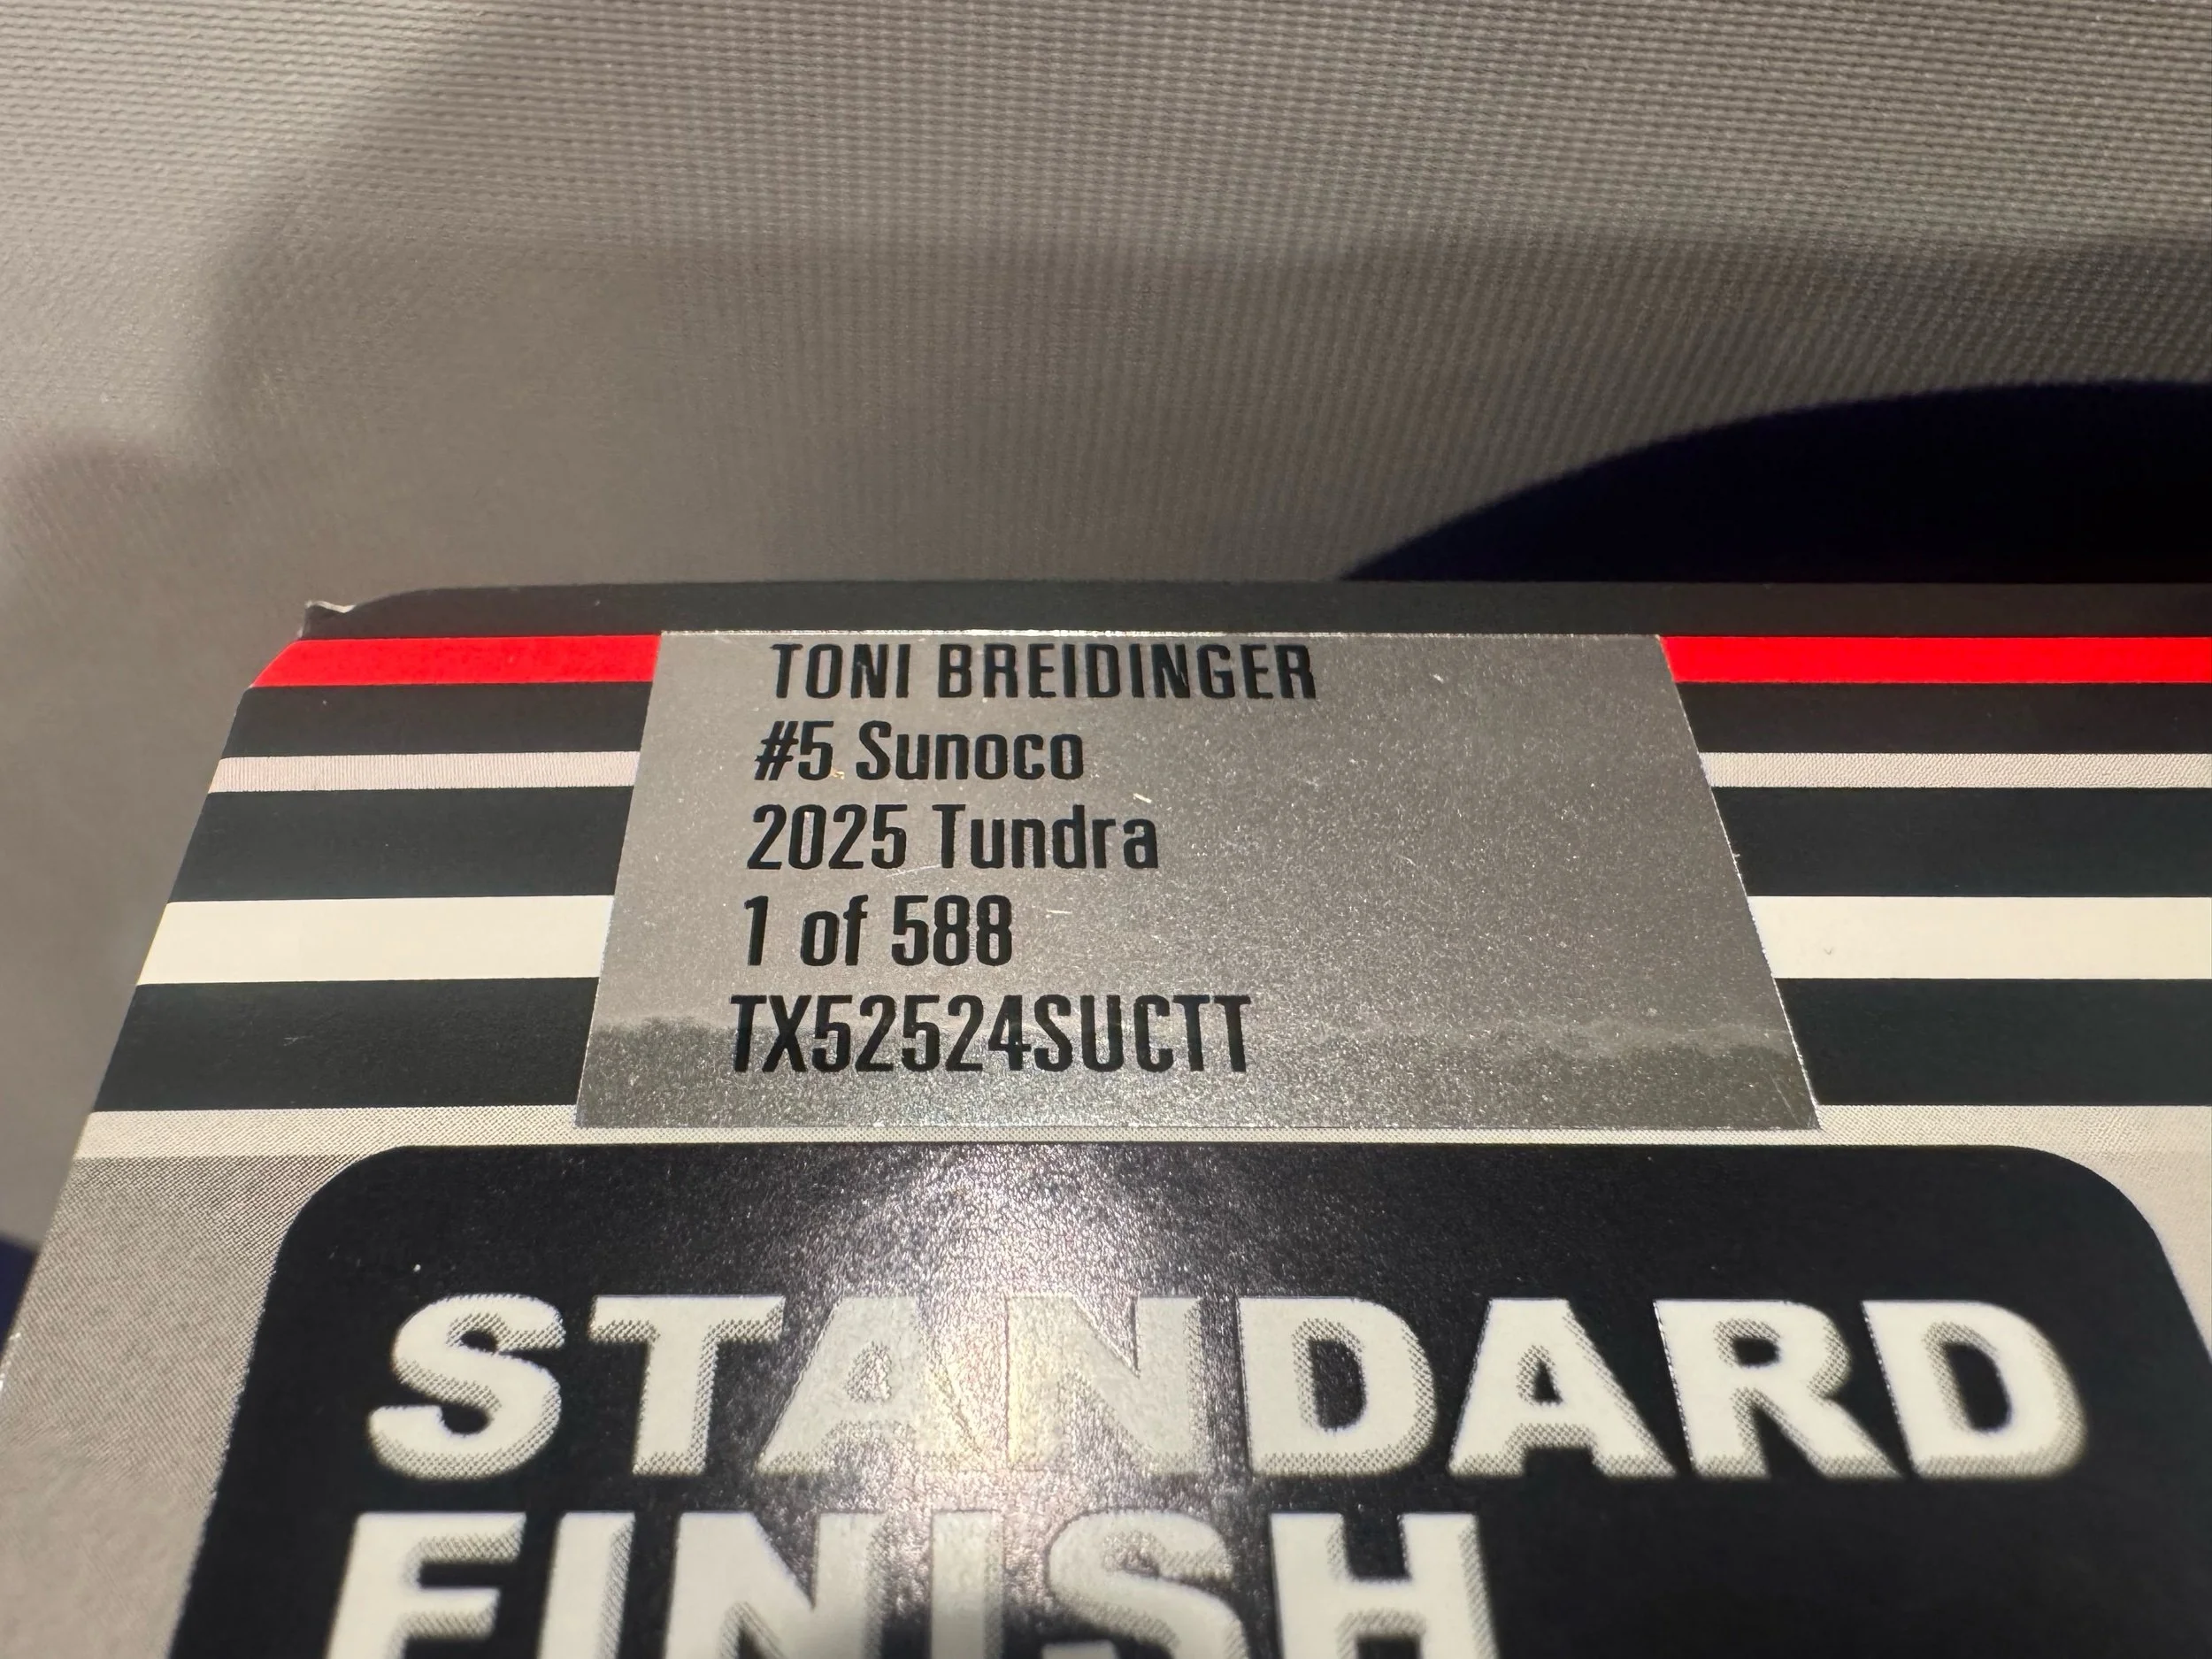 TONI BREIDINGER
#5 Sunoco
2025 Tundra
1 of 588
TX52524SUCTT
STANDARD
FINISH